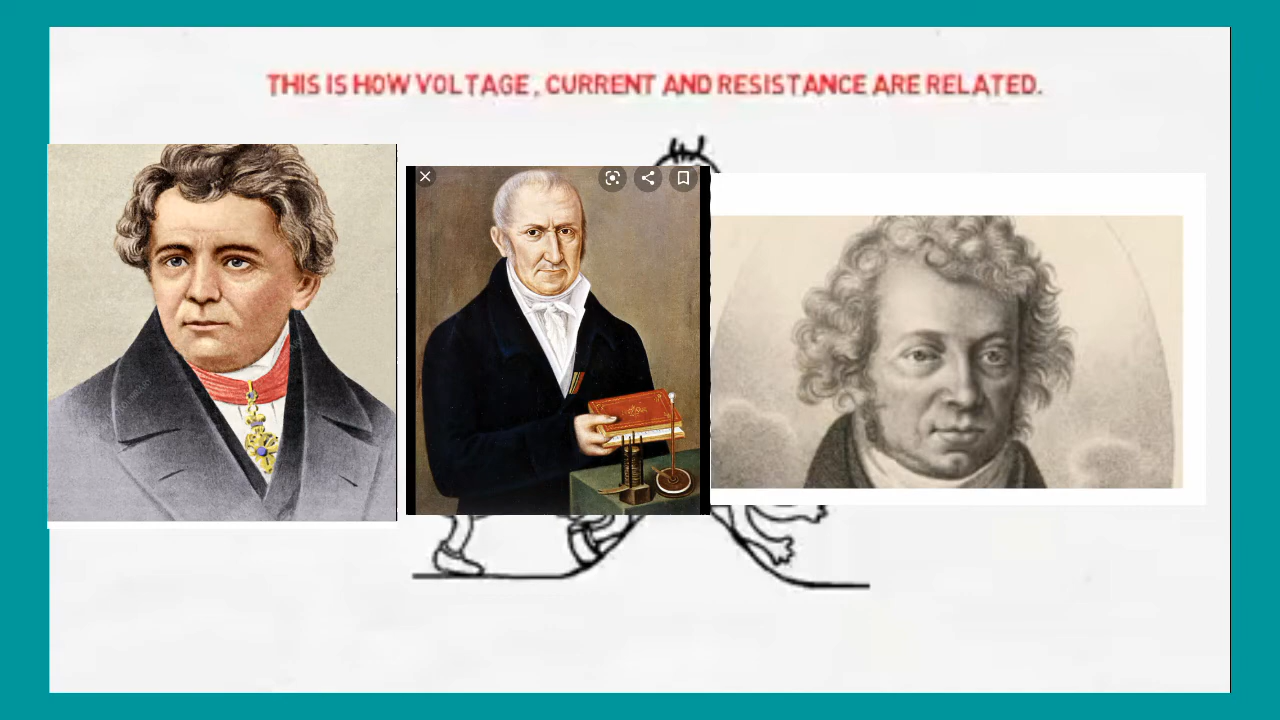 THIS IS HOW VOLTAGE, CURRENT AND RESISTANCE ARE RELATED.